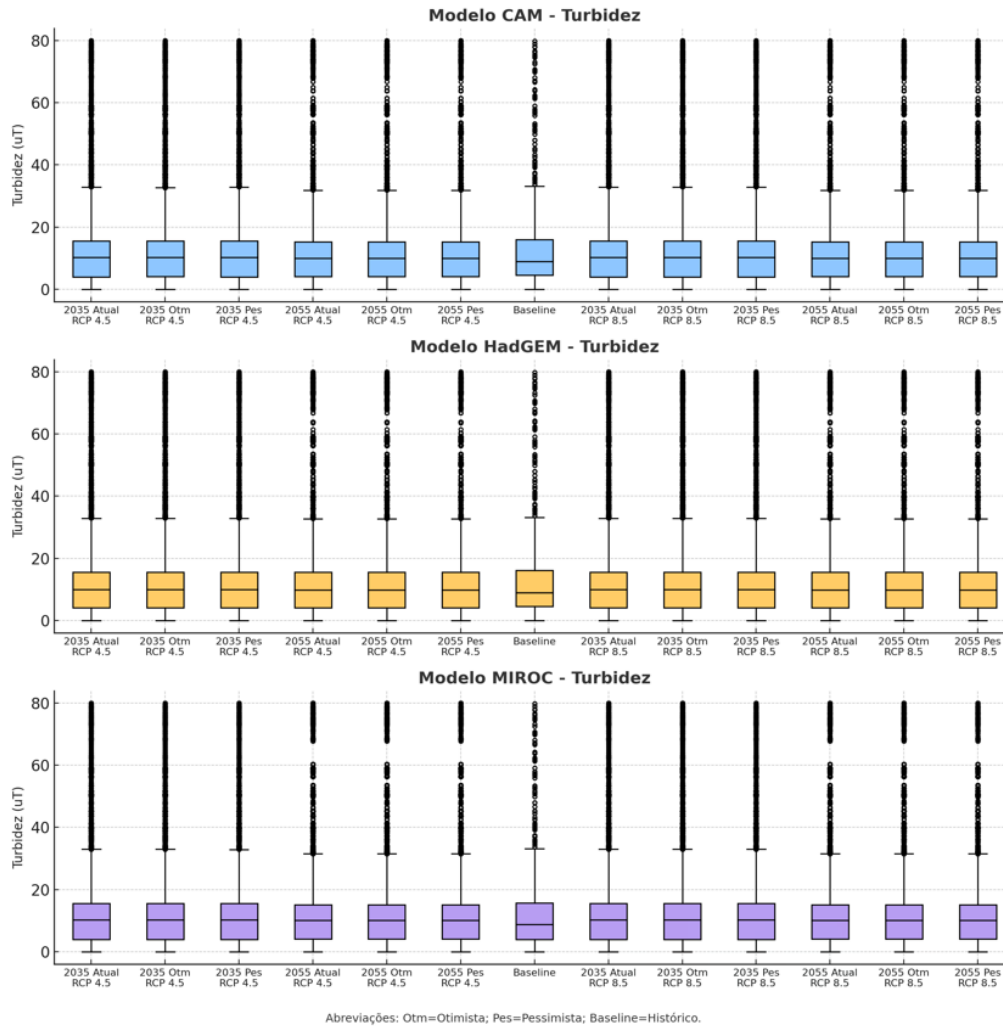 Modelo CAM - Turbidez
80
60
40
20
0
Turbidez (uT)
2035 Atual RCP 4.5
2035 Otm RCP 4.5
2035 Pes RCP 4.5
2055 Atual RCP 4.5
2055 Otm RCP 4.5
2055 Pes RCP 4.5
Baseline
2035 Atual RCP 8.5
2035 Otm RCP 8.5
2035 Pes RCP 8.5
2055 Atual RCP 8.5
2055 Otm RCP 8.5
2055 Pes RCP 8.5
Modelo HadGEM - Turbidez
80
60
40
20
0
Turbidez (uT)
2035 Atual RCP 4.5
2035 Otm RCP 4.5
2035 Pes RCP 4.5
2055 Atual RCP 4.5
2055 Otm RCP 4.5
2055 Pes RCP 4.5
Baseline
2035 Atual RCP 8.5
2035 Otm RCP 8.5
2035 Pes RCP 8.5
2055 Atual RCP 8.5
2055 Otm RCP 8.5
2055 Pes RCP 8.5
Modelo MIROC - Turbidez
80
60
40
20
0
Turbidez (uT)
2035 Atual RCP 4.5
2035 Otm RCP 4.5
2035 Pes RCP 4.5
2055 Atual RCP 4.5
2055 Otm RCP 4.5
2055 Pes RCP 4.5
Baseline
2035 Atual RCP 8.5
2035 Otm RCP 8.5
2035 Pes RCP 8.5
2055 Atual RCP 8.5
2055 Otm RCP 8.5
2055 Pes RCP 8.5
Abreviações: Otm=Otimista; Pes=Pessimista; Baseline=Histórico.